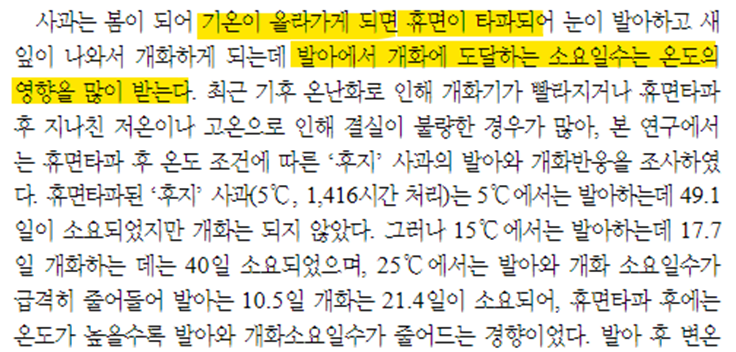 사과는 봄이 되어 기온이 올라가게 되면 휴면이 타파되어 눈이 발아하고 새
잎이 나와서 개화하게 되는데 발아에서 개화에 도달하는 소요일수는 온도의
영향을 많이 받는다. 최근 기후 온난화로 인해 개화기가 빨라지거나 휴면타파
후 지나친 저온이나 고온으로 인해 결실이 불량한 경우가 많아, 본 연구에서
는 휴면타파 후 온도 조건에 따른 ‘후지’ 사과의 발아와 개화반응을 조사하였
다. 휴면타파된 ‘후지’ 사과(5℃, 1,416시간 처리)는 5℃에서는 발아하는데 49.1
일이 소요되었지만 개화는 되지 않았다. 그러나 15℃에서는 발아하는데 17.7
일 개화하는 데는 40일 소요되었으며, 25℃에서는 발아와 개화 소요일수가
급격히 줄어들어 발아는 10.5일 개화는 21.4일이 소요되어, 휴면타파 후에는
온도가 높을수록 발아와 개화소요일수가 줄어드는 경향이었다. 발아 후 변온